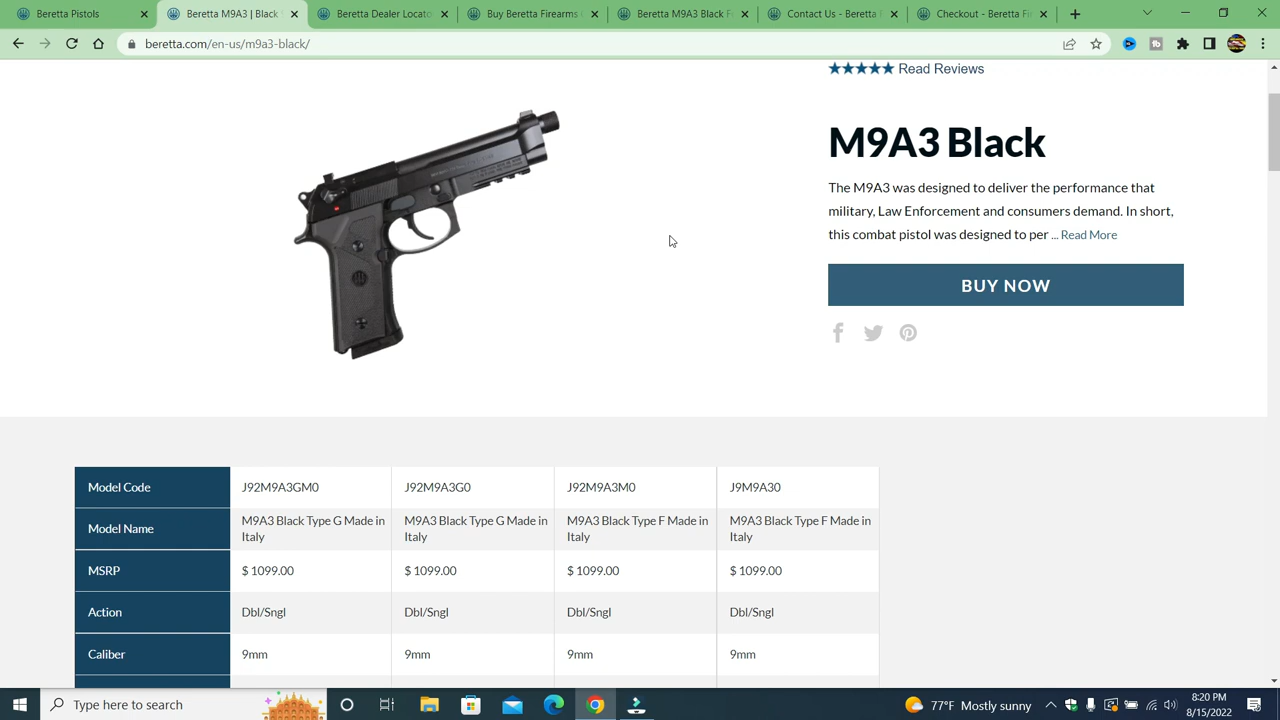 Beretta Pistols
Beretta M9A3 | Black
Beretta Dealer Locato
Buy Beretta Firearms
Beretta M9A3 Black F
Contact Us - Beretta F
Checkout - Beretta Fi
beretta.com/en-us/m9a3-black/
Read Reviews
M9A3 Black
The M9A3 was designed to deliver the performance that
military, Law Enforcement and consumers demand. In short,
this combat pistol was designed to per ... Read More
BUY NOW
Model Code J92M9A3GM0 J92M9A3G0 J92M9A3M0 J9M9A30
Model Name M9A3 Black Type G Made in Italy M9A3 Black Type G Made in Italy M9A3 Black Type F Made in Italy M9A3 Black Type F Made in Italy
MSRP $ 1099.00 $ 1099.00 $ 1099.00 $ 1099.00
Action Dbl/Sngl Dbl/Sngl Dbl/Sngl Dbl/Sngl
Caliber 9mm 9mm 9mm 9mm
Type here to search
77°F Mostly sunny
8:20 PM
8/15/2022